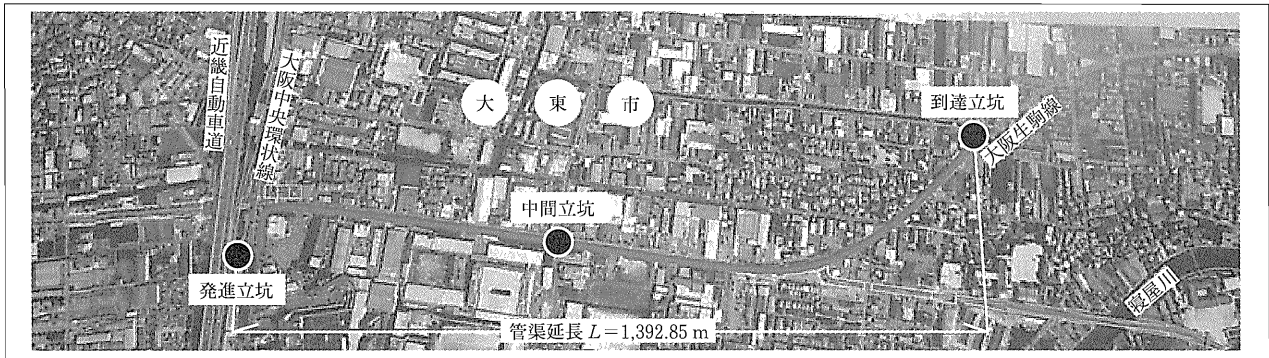 近畿自動車道
大阪中央環状線
大東市
到達立坑
大阪生駒線
中間立坑
発進立坑
寝屋川
管渠延長 L=1,392.85 m